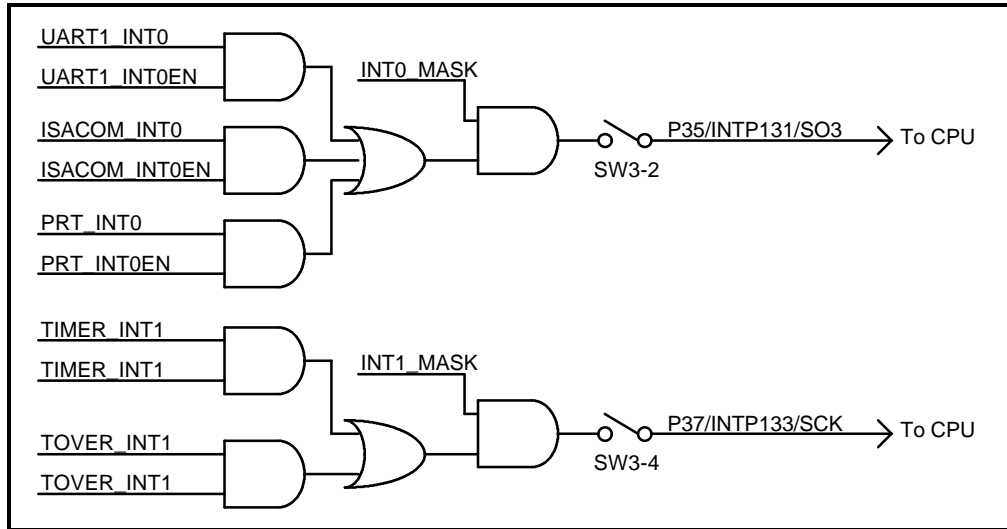 UART1_INT0
UART1_INT0EN
INT0_MASK
ISACOM_INT0
ISACOM_INT0EN
P35/INTP131/SO3
To CPU
SW3-2
PRT_INT0
PRT_INT0EN
TIMER_INT1
TIMER_INT1
INT1_MASK
TOVER_INT1
TOVER_INT1
P37/INTP133/SCK
To CPU
SW3-4